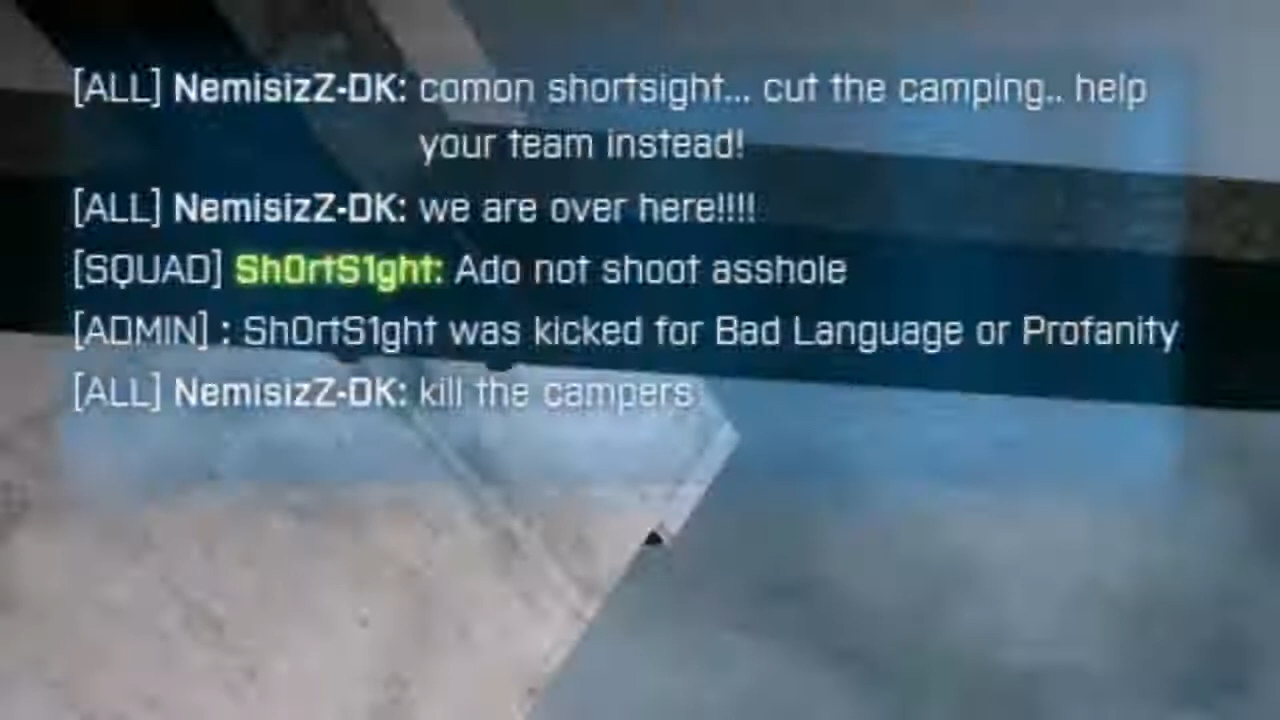 [ALL] NemisizZ-DK: comon shortsight... cut the camping.. help
your team instead!
[ALL] NemisizZ-DK: we are over here!!!!
[SQUAD] Sh0rtS1ght: Ado not shoot asshole
[ADMIN] : Sh0rtS1ght was kicked for Bad Language or Profanity
[ALL] NemisizZ-DK: kill the campers